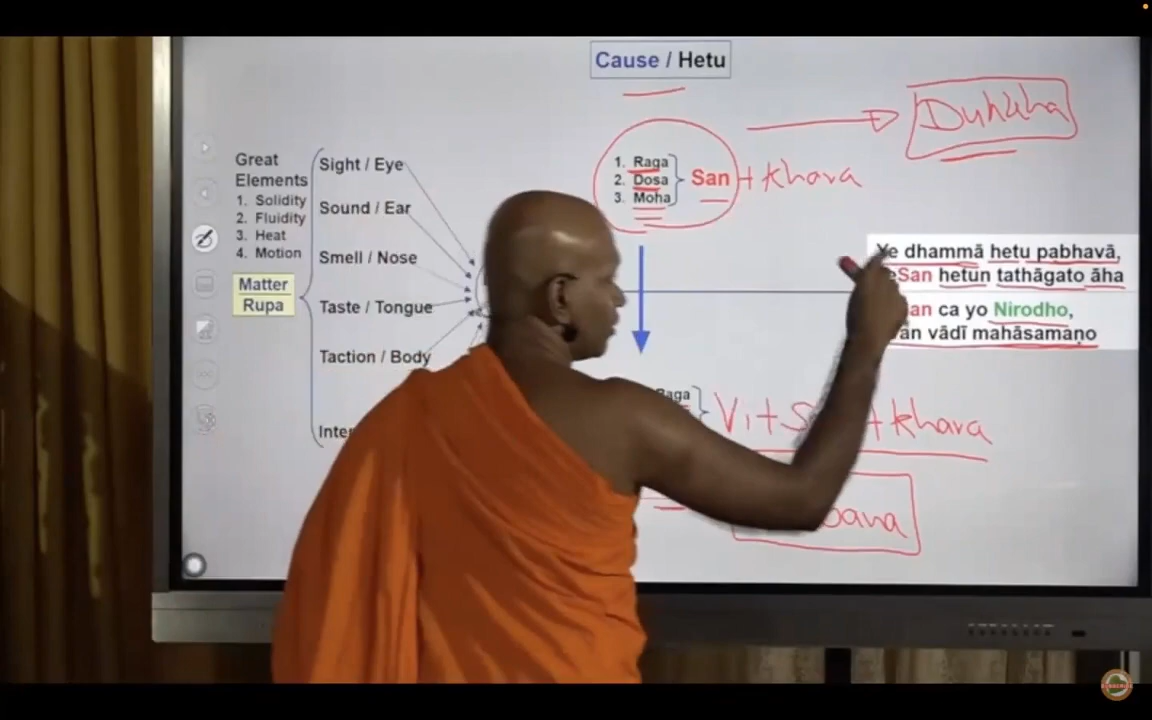 Cause / Hetu
Dukkha
Great
Elements
1. Solidity
2. Fluidity
3. Heat
4. Motion
Matter
Rupa
Sight / Eye
Sound / Ear
Smell / Nose
Taste / Tongue
Taction / Body
1. Raga
2. Dosa
3. Moha
San + khara
Ye dhammā hetu pabhavā,
San hetun tathāgato āha
ca yo Nirodho,
vādī mahāsamaṇo
Raga
Vi + khara